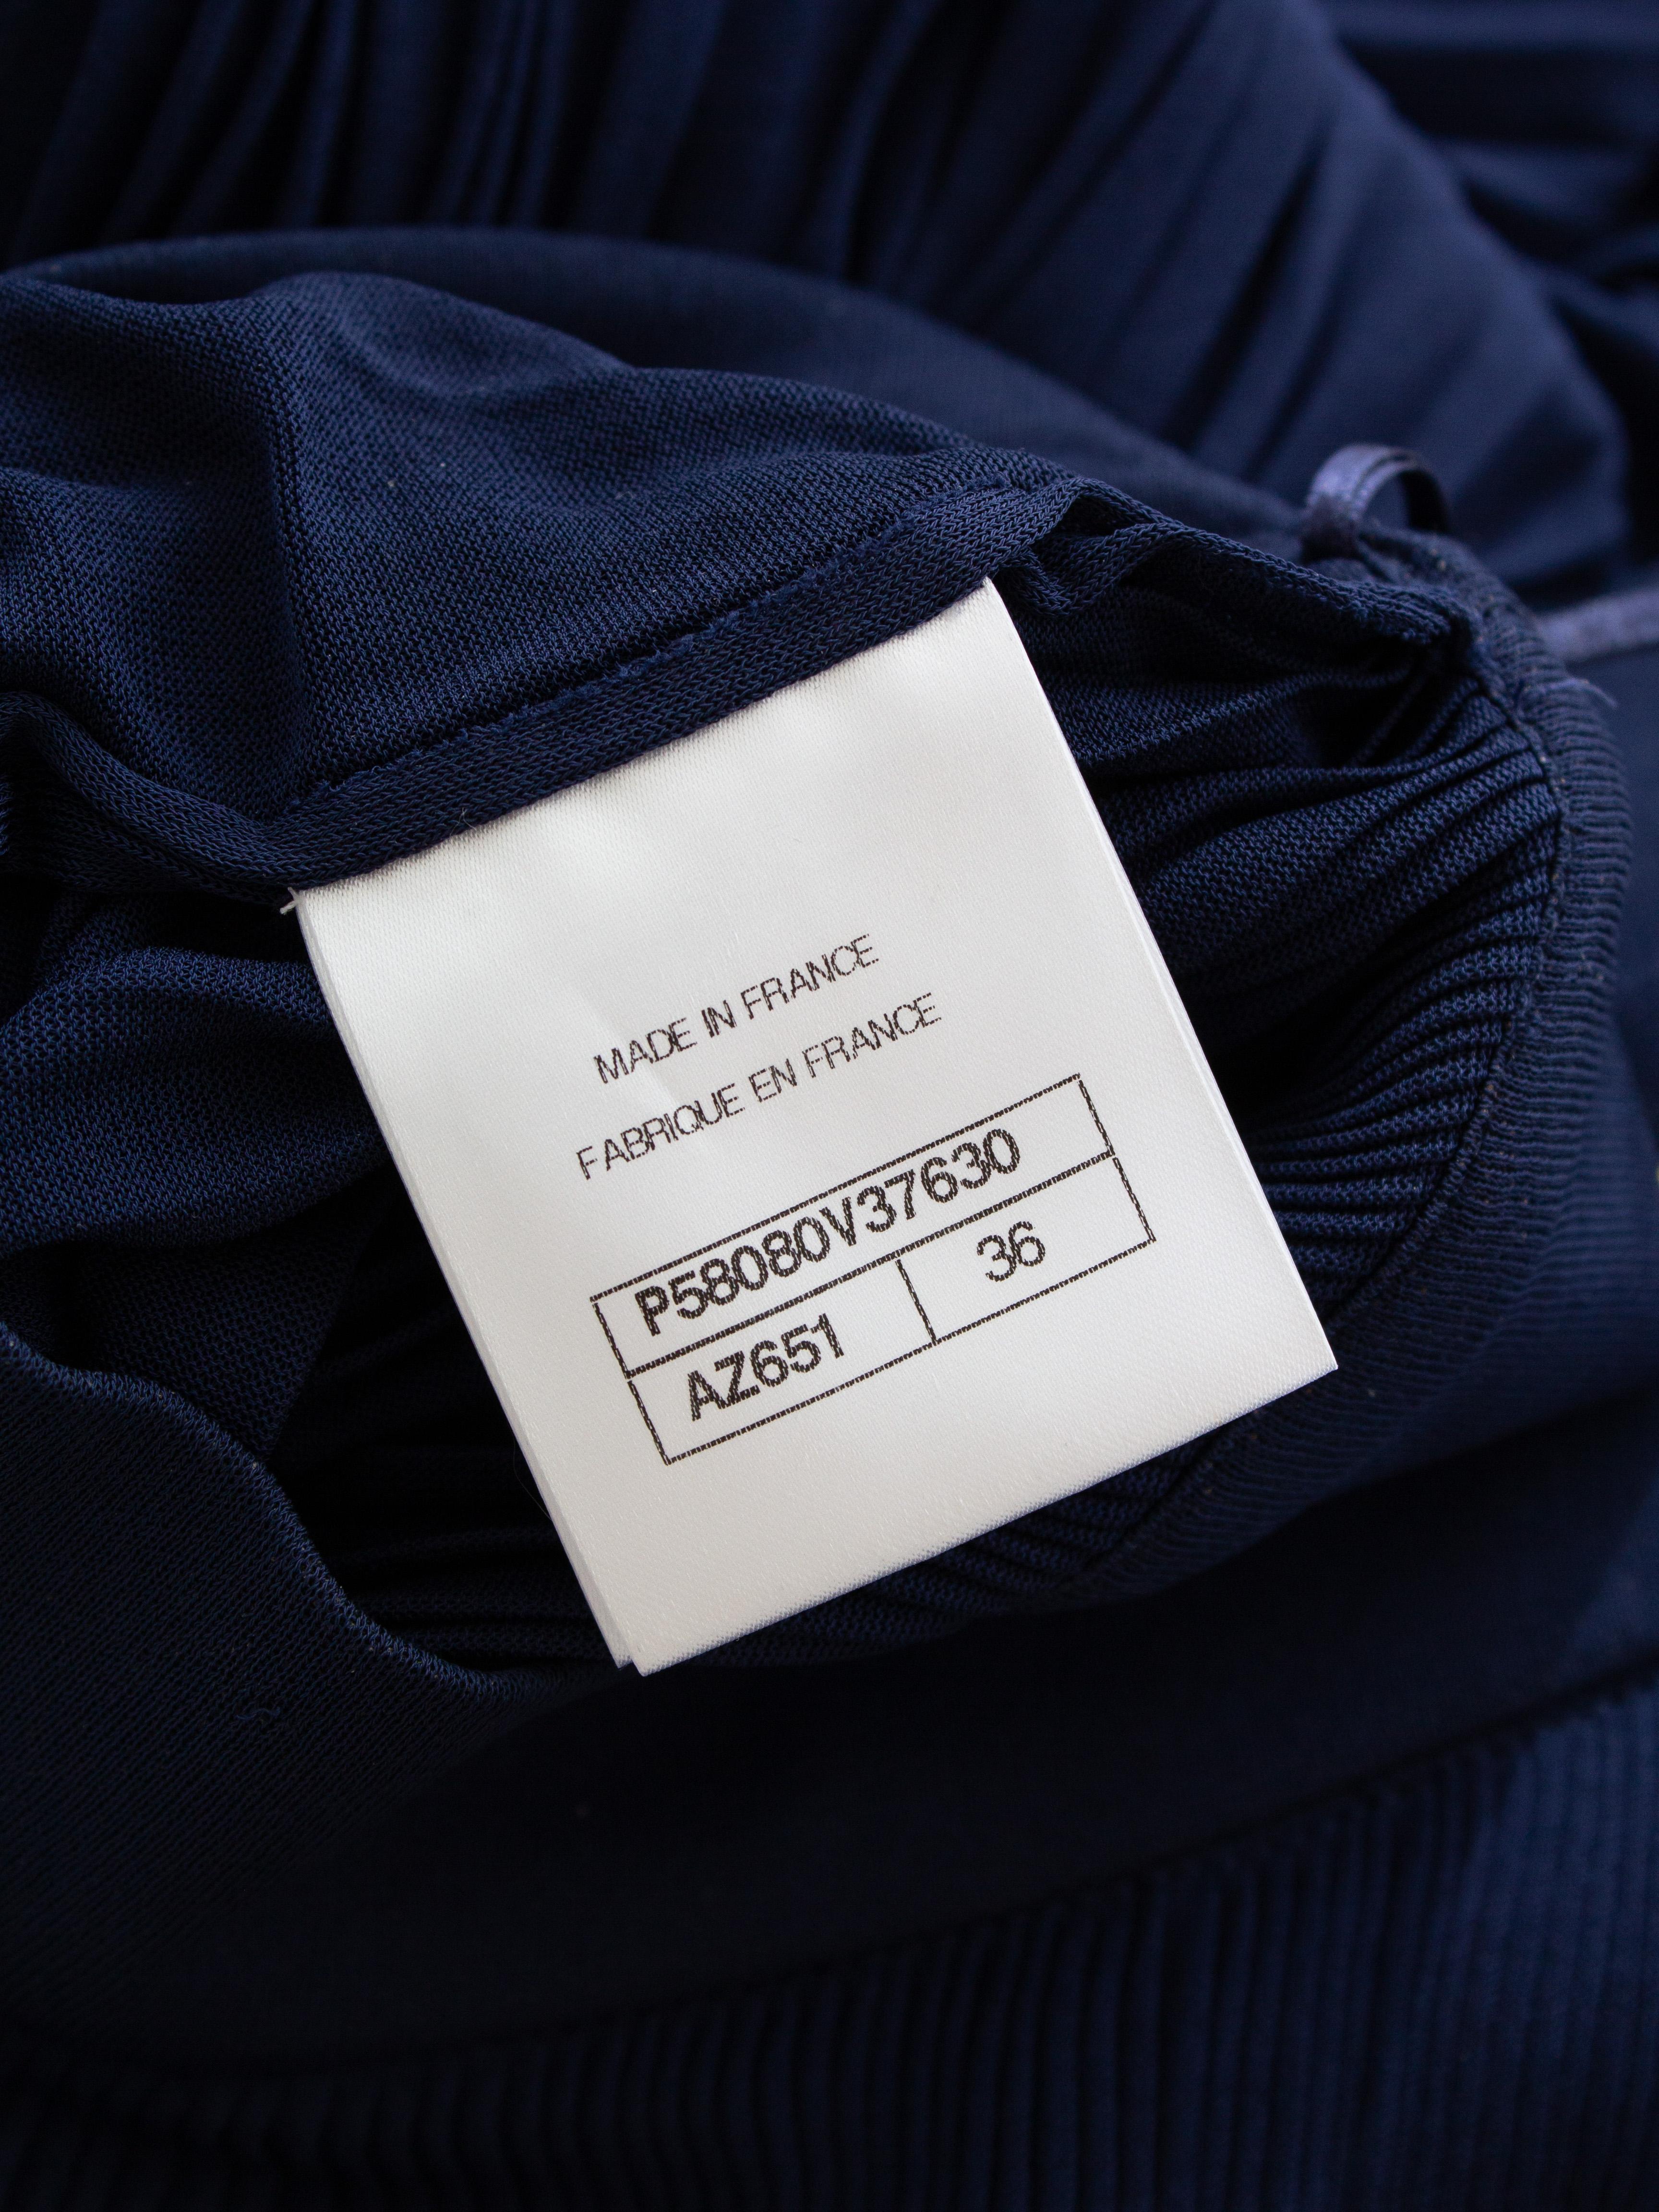 MADE IN FRANCE
FABRIQUE EN FRANCE
P58080V37630
AZ651 36